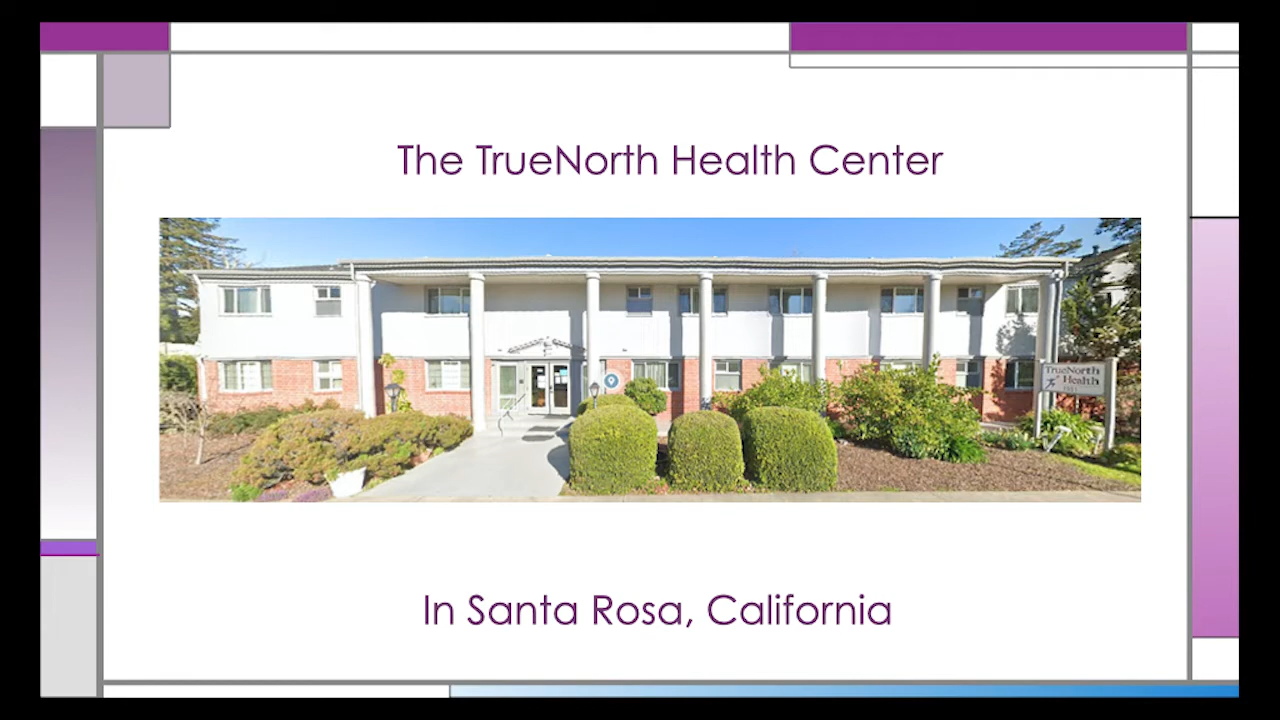 The TrueNorth Health Center
TrueNorth
Health
In Santa Rosa, California